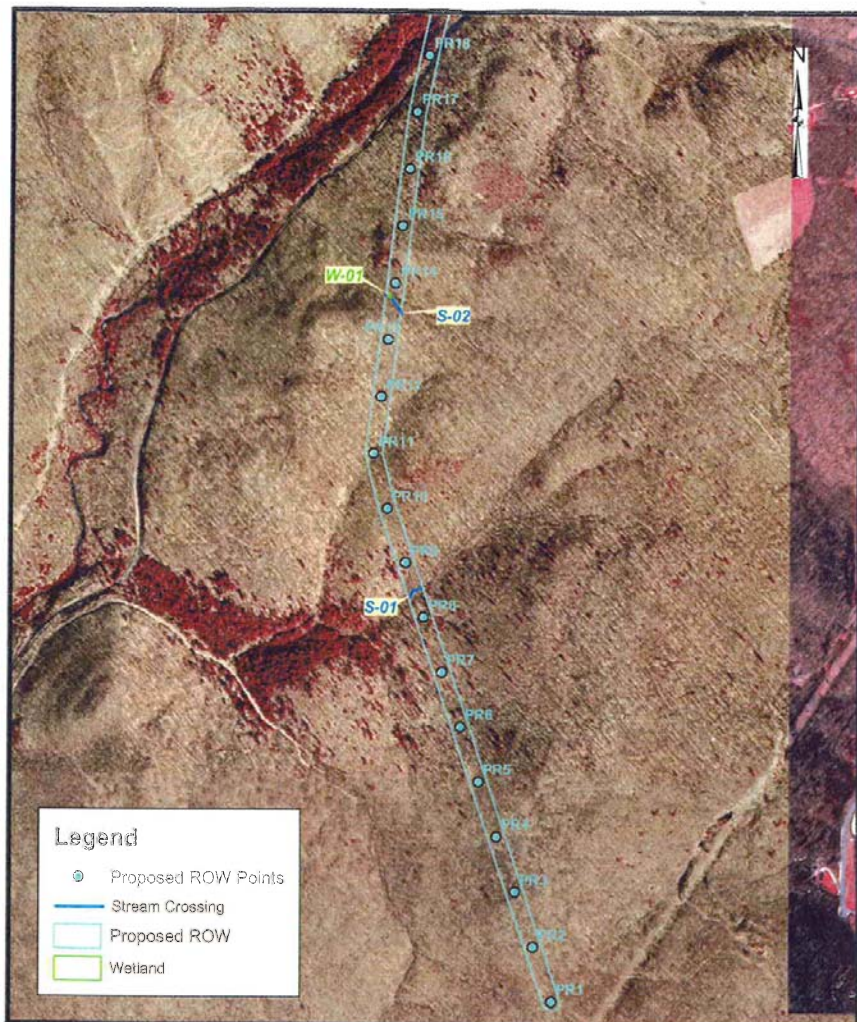 N
PR18
PR17
PR16
PR15
PR14
W-01
S-02
PR12
PR11
PR10
PR9
S-01
PR8
PR7
PR6
PR5
PR4
PR3
PR2
PR1
Legend
Proposed ROW Points
Stream Crossing
Proposed ROW
Wetland